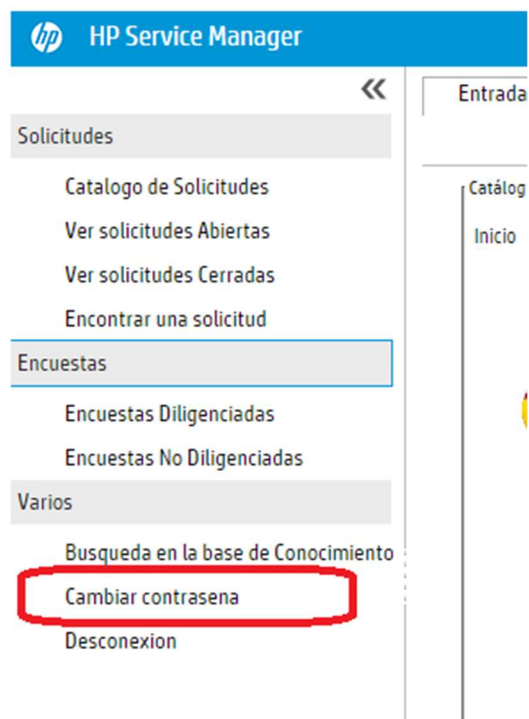 hp HP Service Manager
Entrada
Solicitudes
Catálog
Catalogo de Solicitudes
Ver solicitudes Abiertas
Inicio
Ver solicitudes Cerradas
Encontrar una solicitud
Encuestas
Encuestas Diligenciadas
Encuestas No Diligenciadas
Varios
Busqueda en la base de Conocimiento
Cambiar contrasena
Desconexion